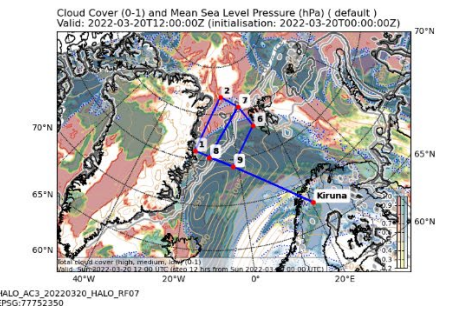 Cloud Cover (0-1) and Mean Sea Level Pressure (hPa) ( default )
Valid: 2022-03-20T12:00:00Z (initialisation: 2022-03-20T00:00:00Z)
70°N
2
7
6
70°N
1
8
9
65°N
Kiruna
65°N
60°N
60°N
Total cloud cover (high, medium, low) (0-1)
Valid: Sun 2022-03-20 12:00 UTC (step 12 hrs from Sun 2022-03-20 00:00 UTC)
40°W
20°W
0°
20°E
HALO_AC3_20220320_HALO_RF07
EPSG:77752350